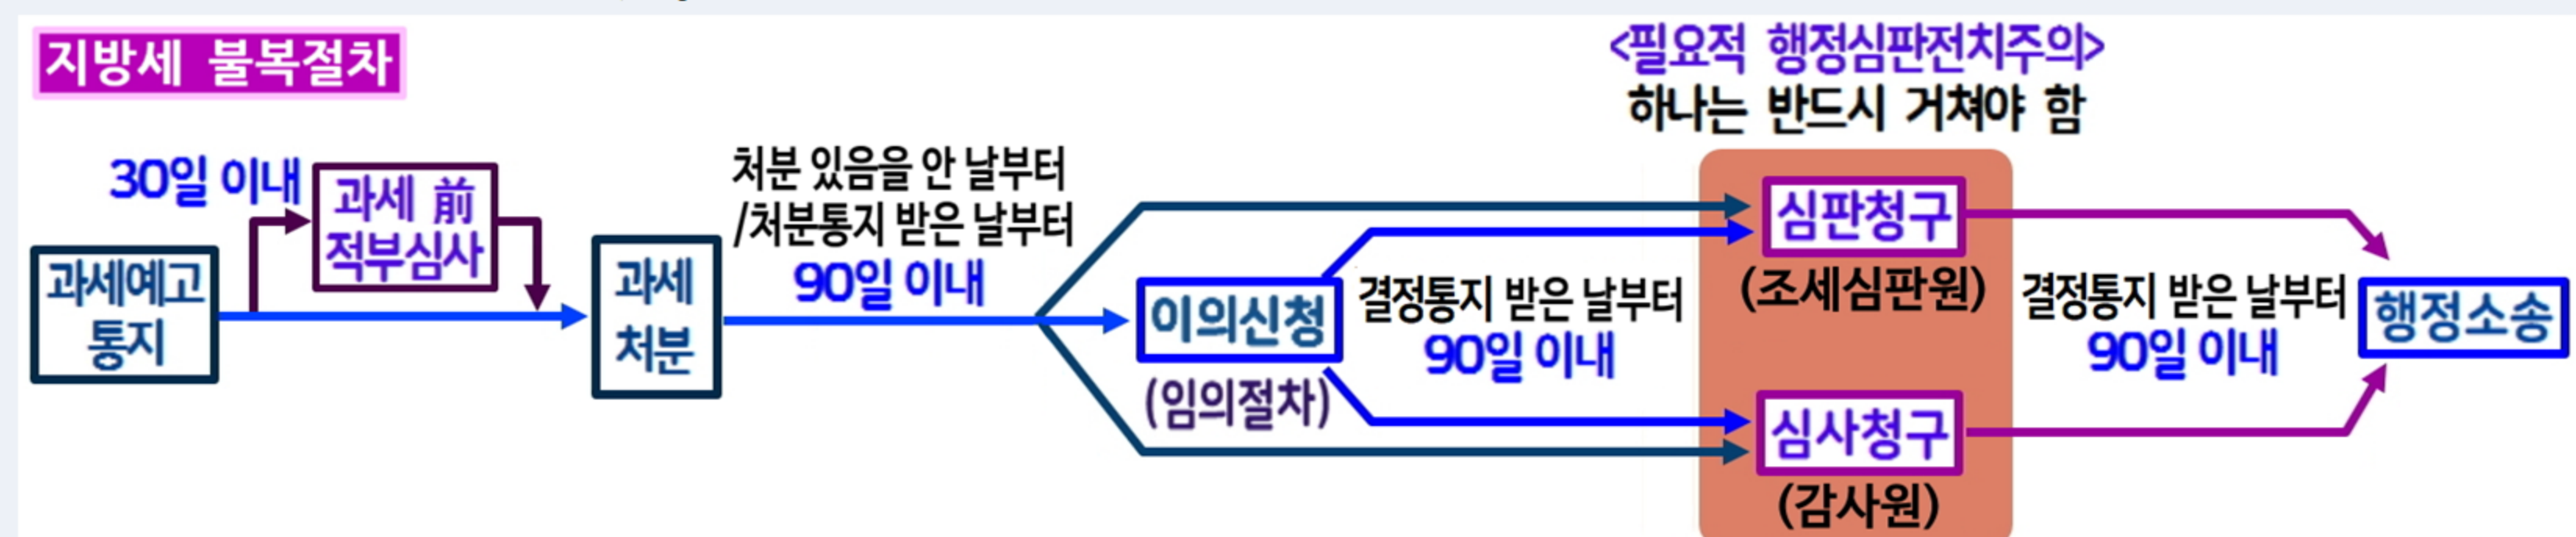 지방세 불복절차
<필요적 행정심판전치주의>
하나는 반드시 거쳐야 함
30일 이내
과세 前
적부심사
과세예고
통지
과세
처분
처분 있음을 안 날부터
/처분통지 받은 날부터
90일 이내
이의신청
(임의절차)
결정통지 받은 날부터
90일 이내
심판청구
(조세심판원)
심사청구
(감사원)
결정통지 받은 날부터
90일 이내
행정소송